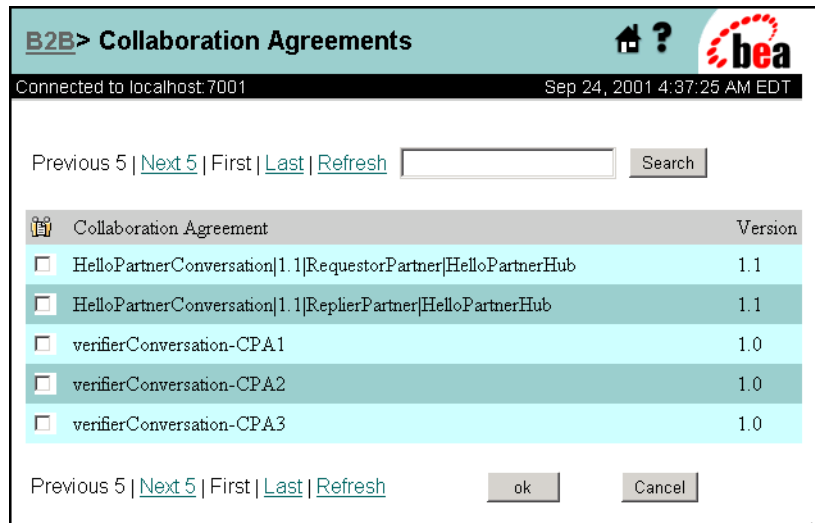 B2B> Collaboration Agreements ?
bea
Connected to localhost:7001 Sep 24, 2001 4:37:25 AM EDT
Previous 5 | Next 5 | First | Last | Refresh Search
Collaboration Agreement Version
HelloPartnerConversation|1.1|RequestorPartner|HelloPartnerHub 1.1
HelloPartnerConversation|1.1|ReplierPartner|HelloPartnerHub 1.1
verifierConversation-CPA1 1.0
verifierConversation-CPA2 1.0
verifierConversation-CPA3 1.0
Previous 5 | Next 5 | First | Last | Refresh ok Cancel